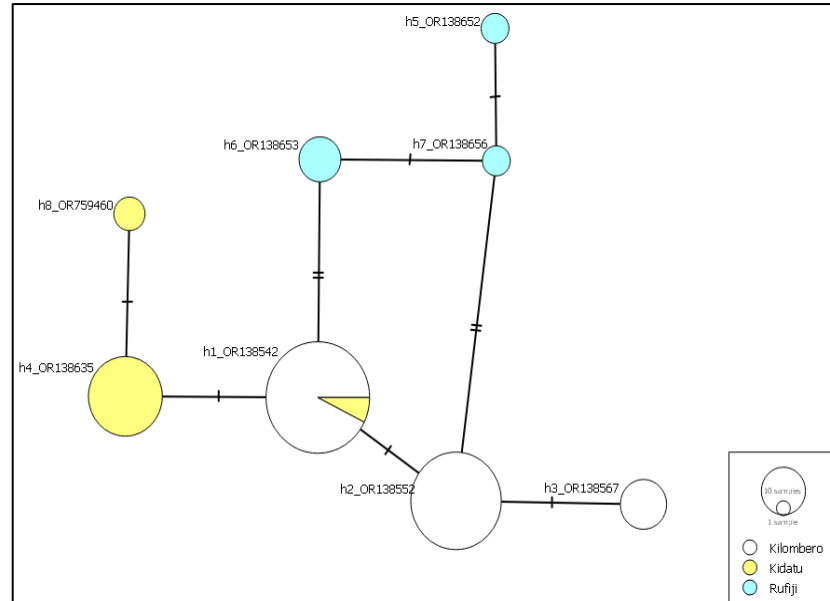 h5_OR138652
h6_OR138653
h7_OR138656
h8_OR759460
h1_OR138542
h4_OR138635
h2_OR138552
h3_OR138567
10 samples
1 sample
Kilombero
Kidatu
Rufiji